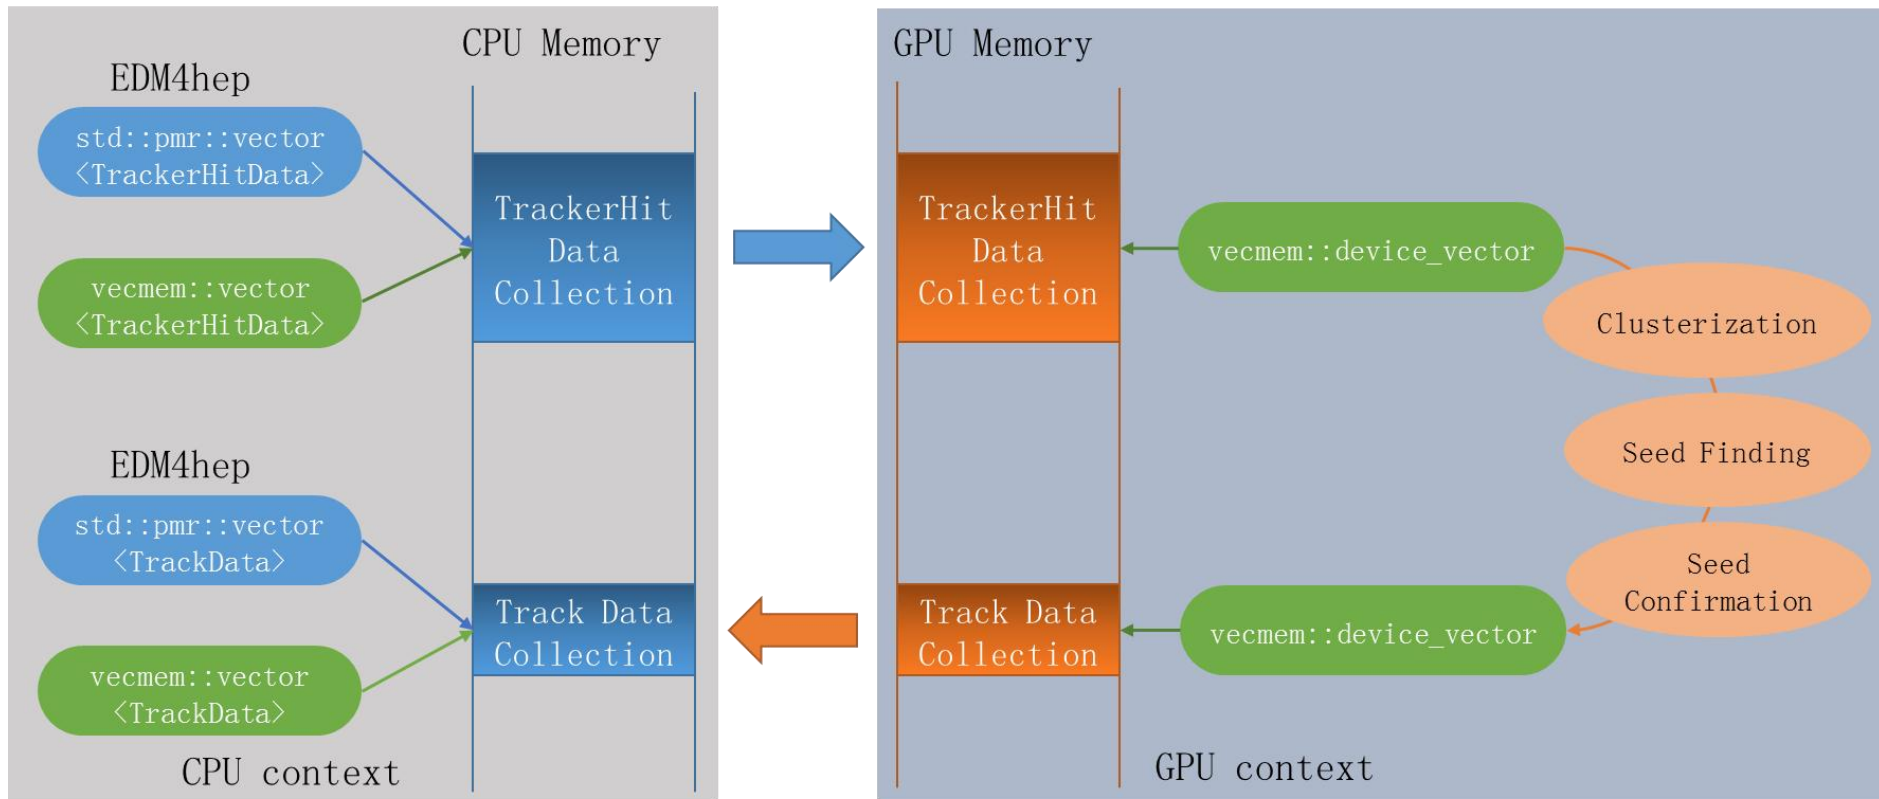 CPU Memory
EDM4hep
std::pmr::vector
<TrackerHitData>
vecmem::vector
<TrackerHitData>
TrackerHit
Data
Collection
EDM4hep
std::pmr::vector
<TrackData>
vecmem::vector
<TrackData>
Track Data
Collection
CPU context
GPU Memory
TrackerHit
Data
Collection
vecmem::device_vector
Clusterization
Seed Finding
Seed
Confirmation
vecmem::device_vector
Track Data
Collection
GPU context